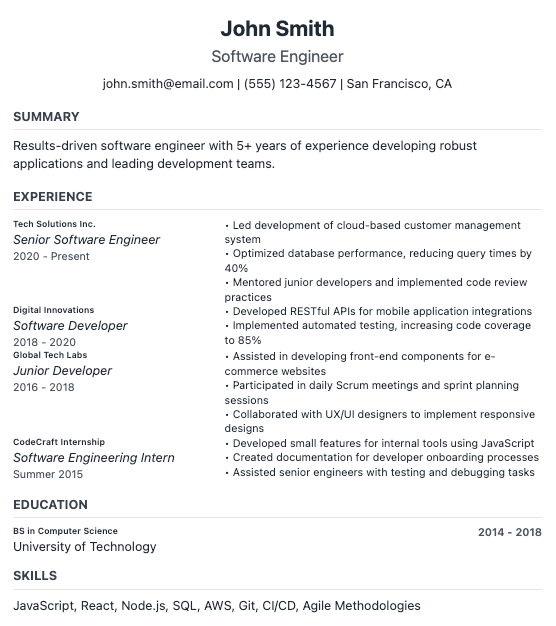 John Smith
Software Engineer
john.smith@email.com | (555) 123-4567 | San Francisco, CA
SUMMARY
Results-driven software engineer with 5+ years of experience developing robust
applications and leading development teams.
EXPERIENCE
Tech Solutions Inc.
Senior Software Engineer
2020 - Present
• Led development of cloud-based customer management
system
• Optimized database performance, reducing query times by
40%
• Mentored junior developers and implemented code review
practices
Digital Innovations
Software Developer
2018 - 2020
• Developed RESTful APIs for mobile application integrations
• Implemented automated testing, increasing code coverage
to 85%
Global Tech Labs
Junior Developer
2016 - 2018
• Assisted in developing front-end components for e-
commerce websites
• Participated in daily Scrum meetings and sprint planning
sessions
• Collaborated with UX/UI designers to implement responsive
designs
CodeCraft Internship
Software Engineering Intern
Summer 2015
• Developed small features for internal tools using JavaScript
• Created documentation for developer onboarding processes
• Assisted senior engineers with testing and debugging tasks
EDUCATION
BS in Computer Science
2014 - 2018
University of Technology
SKILLS
JavaScript, React, Node.js, SQL, AWS, Git, CI/CD, Agile Methodologies